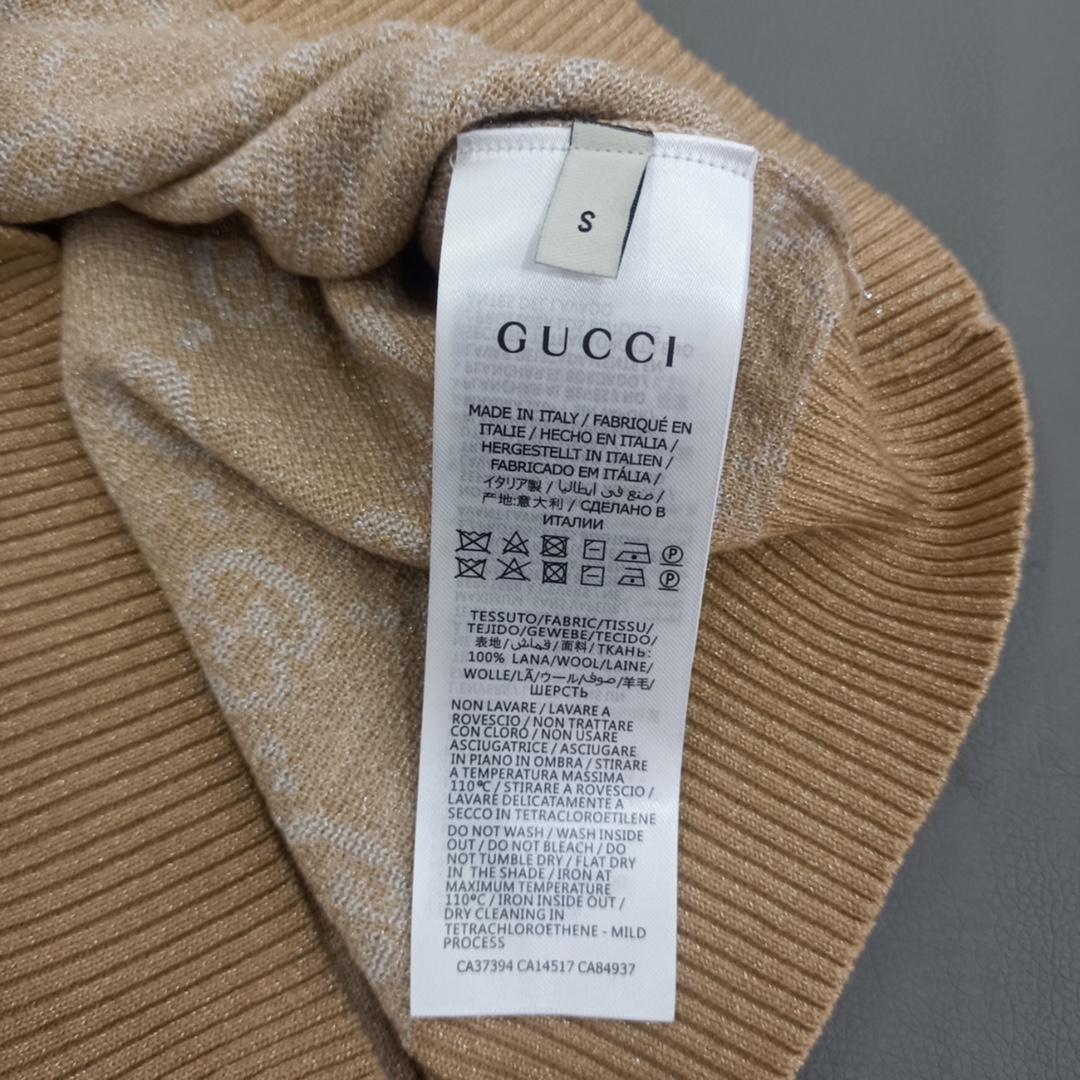 S
GUCCI
MADE IN ITALY / FABRIQUÉ EN
ITALIE / HECHO EN ITALIA /
HERGESTELLT IN ITALIEN /
FABRICADO EM ITÁLIA /
イタリア製 / صنع في ايطاليا /
产地:意大利 / СДЕЛАНО В
ИТАЛИИ
P
P
TESSUTO/FABRIC/TISSU/
TEJIDO/GEWEBE/TECIDO/
表地/قماش/面料/ТКАНЬ:
100% LANA/WOOL/LAINE/
WOLLE/LÃ/ウール/صوف/羊毛/
ШЕРСТЬ
NON LAVARE / LAVARE A
ROVESCIO / NON TRATTARE
CON CLORO / NON USARE
ASCIUGATRICE / ASCIUGARE
IN PIANO IN OMBRA / STIRARE
A TEMPERATURA MASSIMA
110°C / STIRARE A ROVESCIO /
LAVARE DELICATAMENTE A
SECCO IN TETRACLOROETILENE
DO NOT WASH / WASH INSIDE
OUT / DO NOT BLEACH / DO
NOT TUMBLE DRY / FLAT DRY
IN THE SHADE / IRON AT
MAXIMUM TEMPERATURE
110°C / IRON INSIDE OUT /
DRY CLEANING IN
TETRACHLOROETHENE - MILD
PROCESS
CA37394 CA14517 CA84937